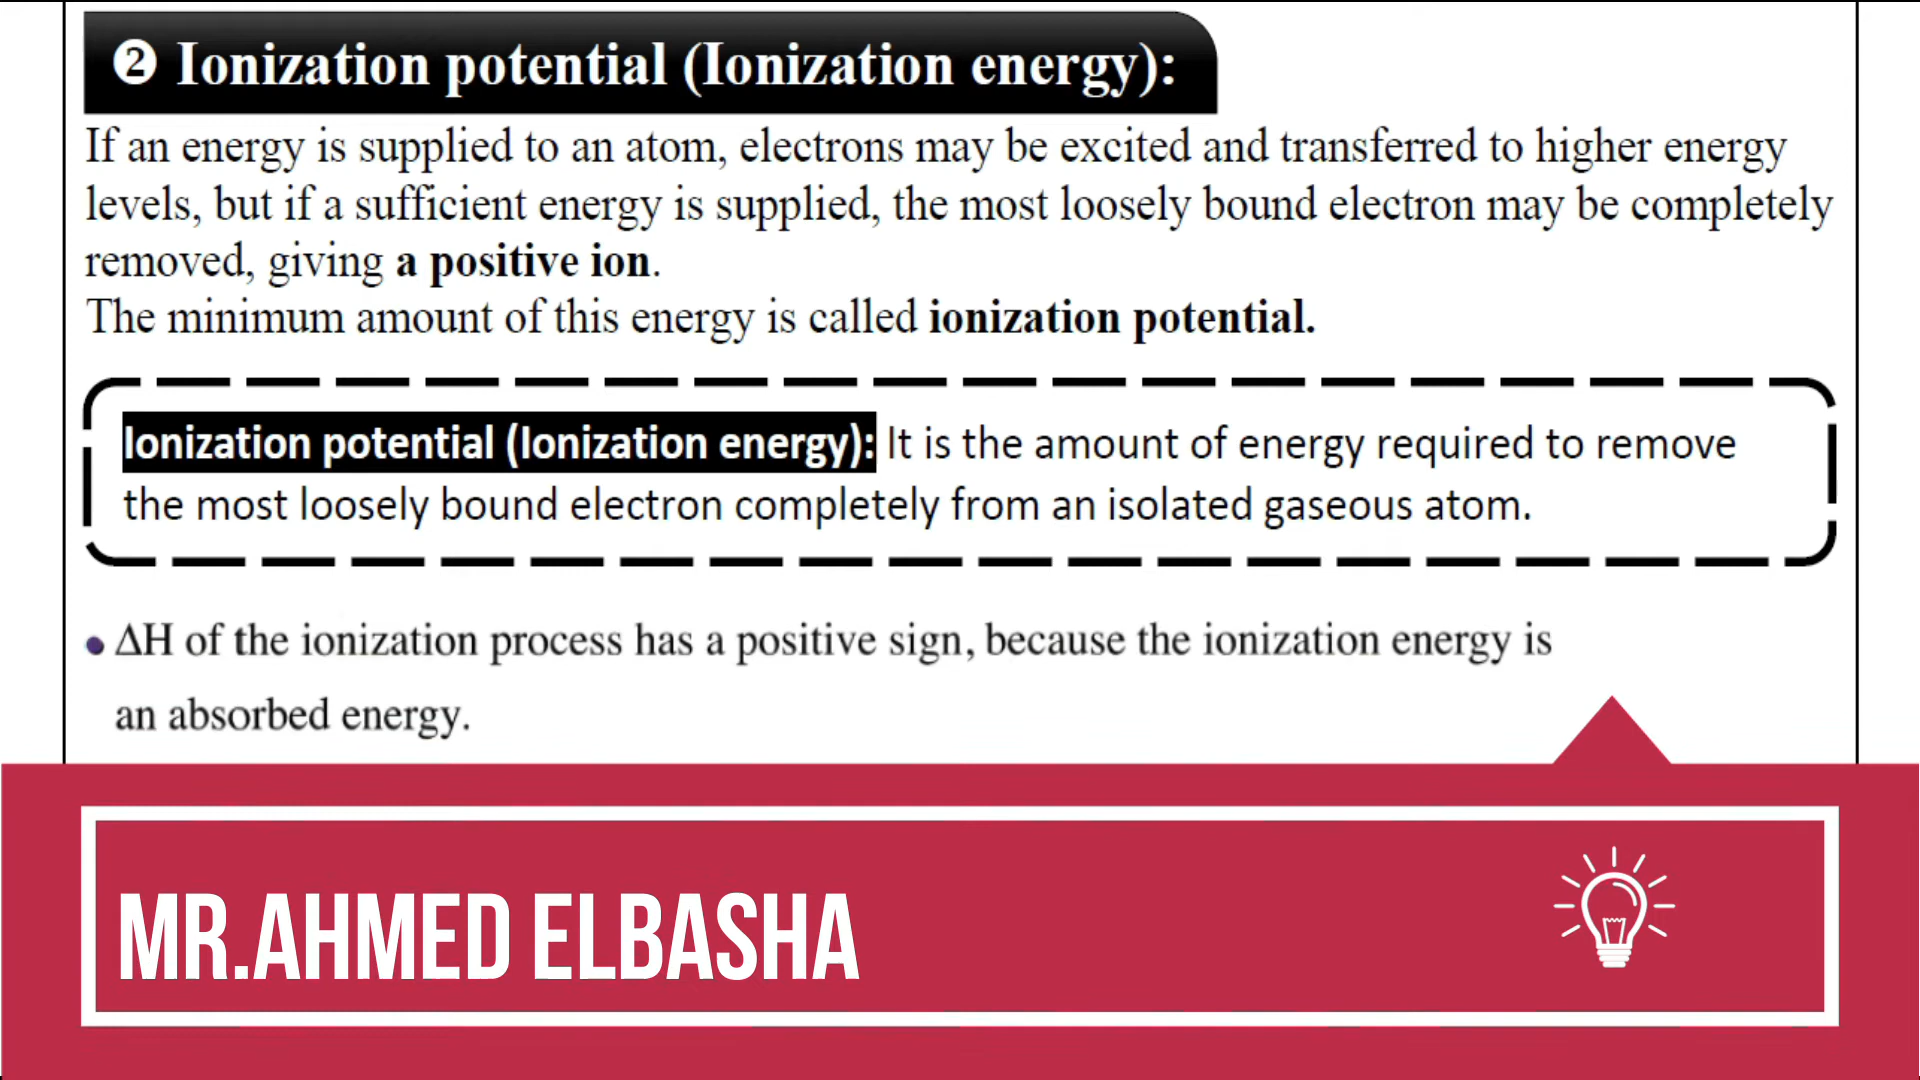 ❷ Ionization potential (Ionization energy):
If an energy is supplied to an atom, electrons may be excited and transferred to higher energy
levels, but if a sufficient energy is supplied, the most loosely bound electron may be completely
removed, giving a positive ion.
The minimum amount of this energy is called ionization potential.
Ionization potential (Ionization energy): It is the amount of energy required to remove
the most loosely bound electron completely from an isolated gaseous atom.
• ΔH of the ionization process has a positive sign, because the ionization energy is
an absorbed energy.
MR.AHMED ELBASHA